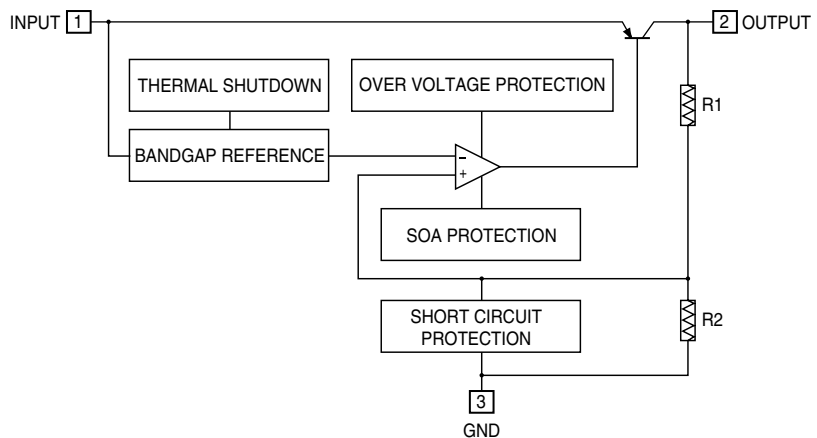 INPUT 1
2 OUTPUT
THERMAL SHUTDOWN
OVER VOLTAGE PROTECTION
R1
BANDGAP REFERENCE
−
+
SOA PROTECTION
SHORT CIRCUIT
PROTECTION
R2
3
GND